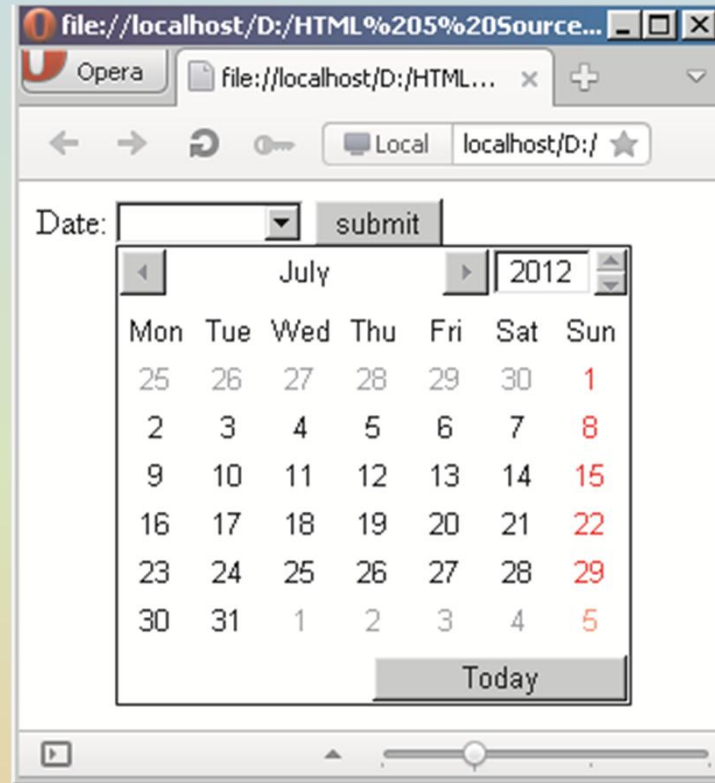 file://localhost/D:/HTML%205%20Source...
Opera
file://localhost/D:/HTML...
Local localhost/D:/
Date: submit
July 2012
Mon Tue Wed Thu Fri Sat Sun
25 26 27 28 29 30 1
2 3 4 5 6 7 8
9 10 11 12 13 14 15
16 17 18 19 20 21 22
23 24 25 26 27 28 29
30 31 1 2 3 4 5
Today